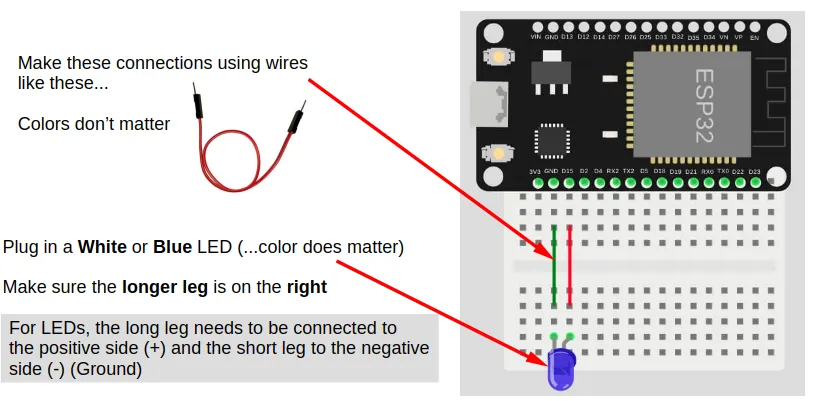 VIN GND D13 D12 D14 D27 D26 D25 D33 D32 D35 D34 VN VP EN
Make these connections using wires
like these...
Colors don’t matter
ESP32
3V3 GND D15 D2 D4 RX2 TX2 D5 D18 D19 D21 RX0 TX0 D22 D23
Plug in a White or Blue LED (...color does matter)
Make sure the longer leg is on the right
For LEDs, the long leg needs to be connected to
the positive side (+) and the short leg to the negative
side (-) (Ground)